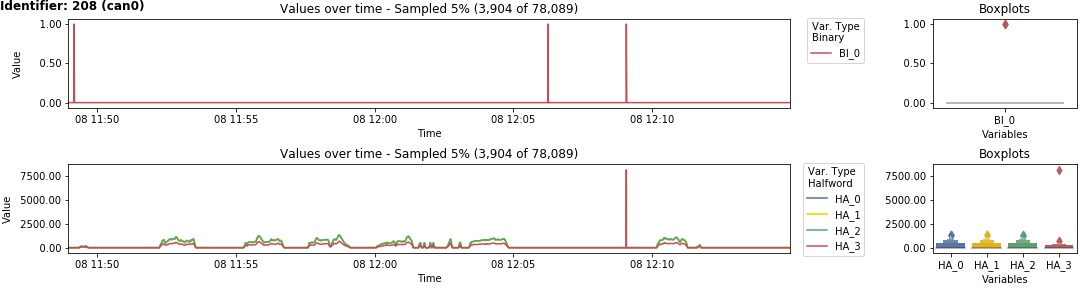 Identifier: 208 (can0)
Values over time - Sampled 5% (3,904 of 78,089)
Value
1.00
0.50
0.00
08 11:50
08 11:55
08 12:00
08 12:05
08 12:10
Time
Var. Type
Binary
BI_0
Boxplots
1.00
0.50
0.00
BI_0
Variables
Values over time - Sampled 5% (3,904 of 78,089)
Value
7500.00
5000.00
2500.00
0.00
08 11:50
08 11:55
08 12:00
08 12:05
08 12:10
Time
Var. Type
Halfword
HA_0
HA_1
HA_2
HA_3
Boxplots
7500.00
5000.00
2500.00
0.00
HA_0 HA_1 HA_2 HA_3
Variables